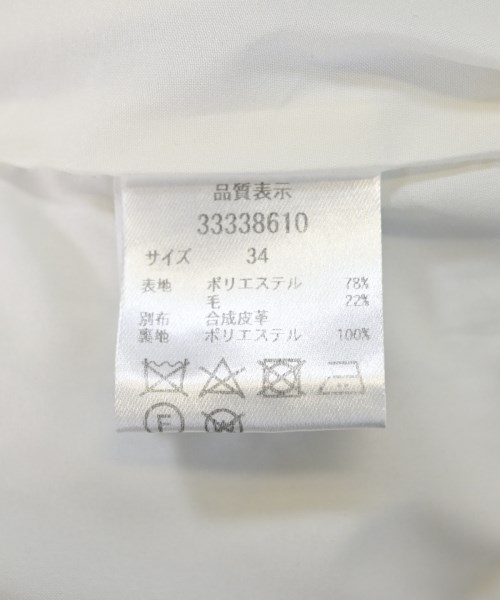 品質表示
33338610
サイズ 34
表地 ポリエステル 78%
毛 22%
別布 合成皮革
裏地 ポリエステル 100%
F W